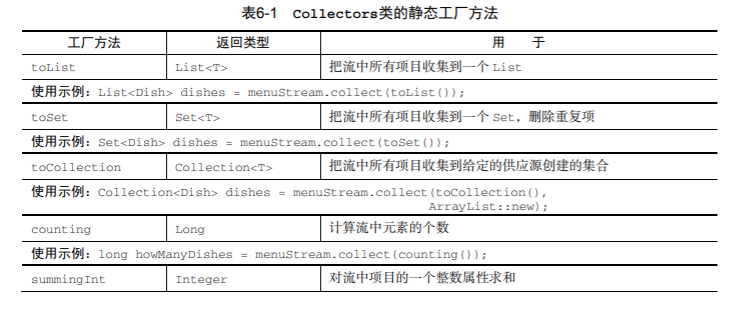 表6-1 Collectors类的静态工厂方法
工厂方法 返回类型 用 于
toList List<T> 把流中所有项目收集到一个 List
使用示例：List<Dish> dishes = menuStream.collect(toList());
toSet Set<T> 把流中所有项目收集到一个 Set，删除重复项
使用示例：Set<Dish> dishes = menuStream.collect(toSet());
toCollection Collection<T> 把流中所有项目收集到给定的供应源创建的集合
使用示例：Collection<Dish> dishes = menuStream.collect(toCollection(),
ArrayList::new);
counting Long 计算流中元素的个数
使用示例：long howManyDishes = menuStream.collect(counting());
summingInt Integer 对流中项目的一个整数属性求和